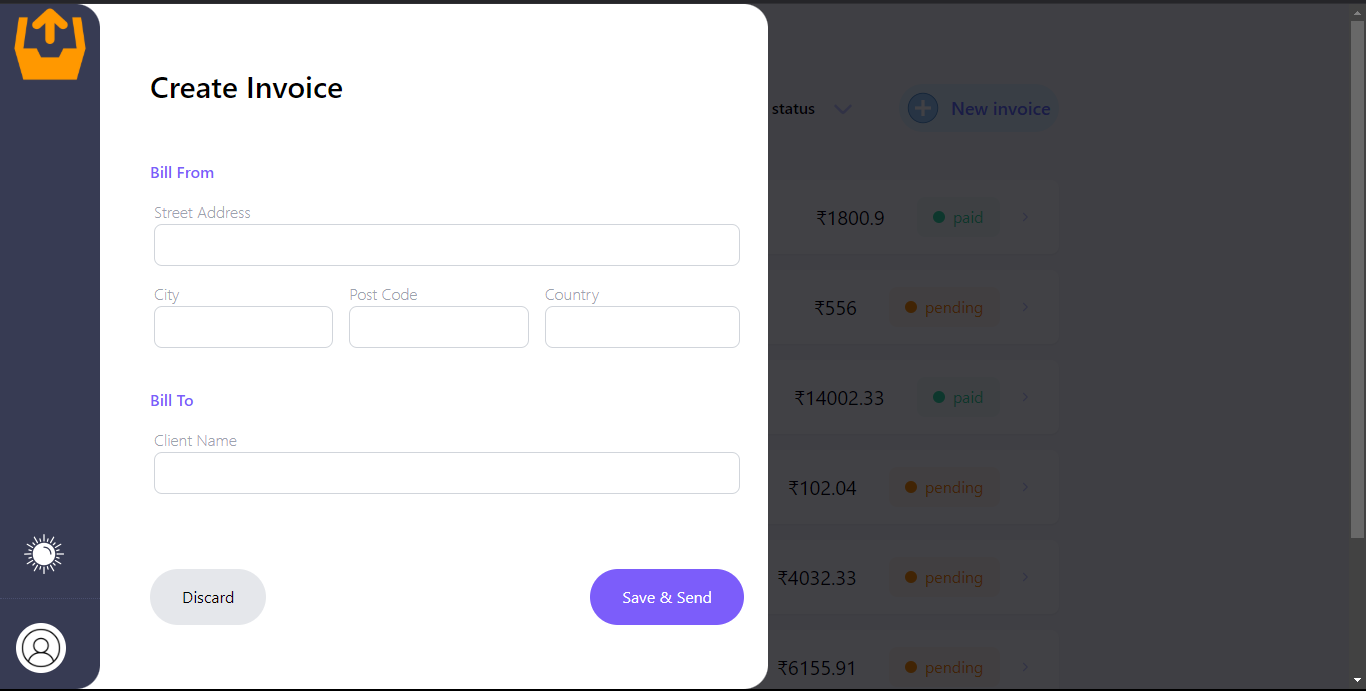 Create Invoice
status
New invoice
Bill From
Street Address
₹1800.9 paid
City Post Code Country
₹556 pending
Bill To
₹14002.33 paid
Client Name
₹102.04 pending
₹4032.33 pending
Discard Save & Send
₹6155.91 pending